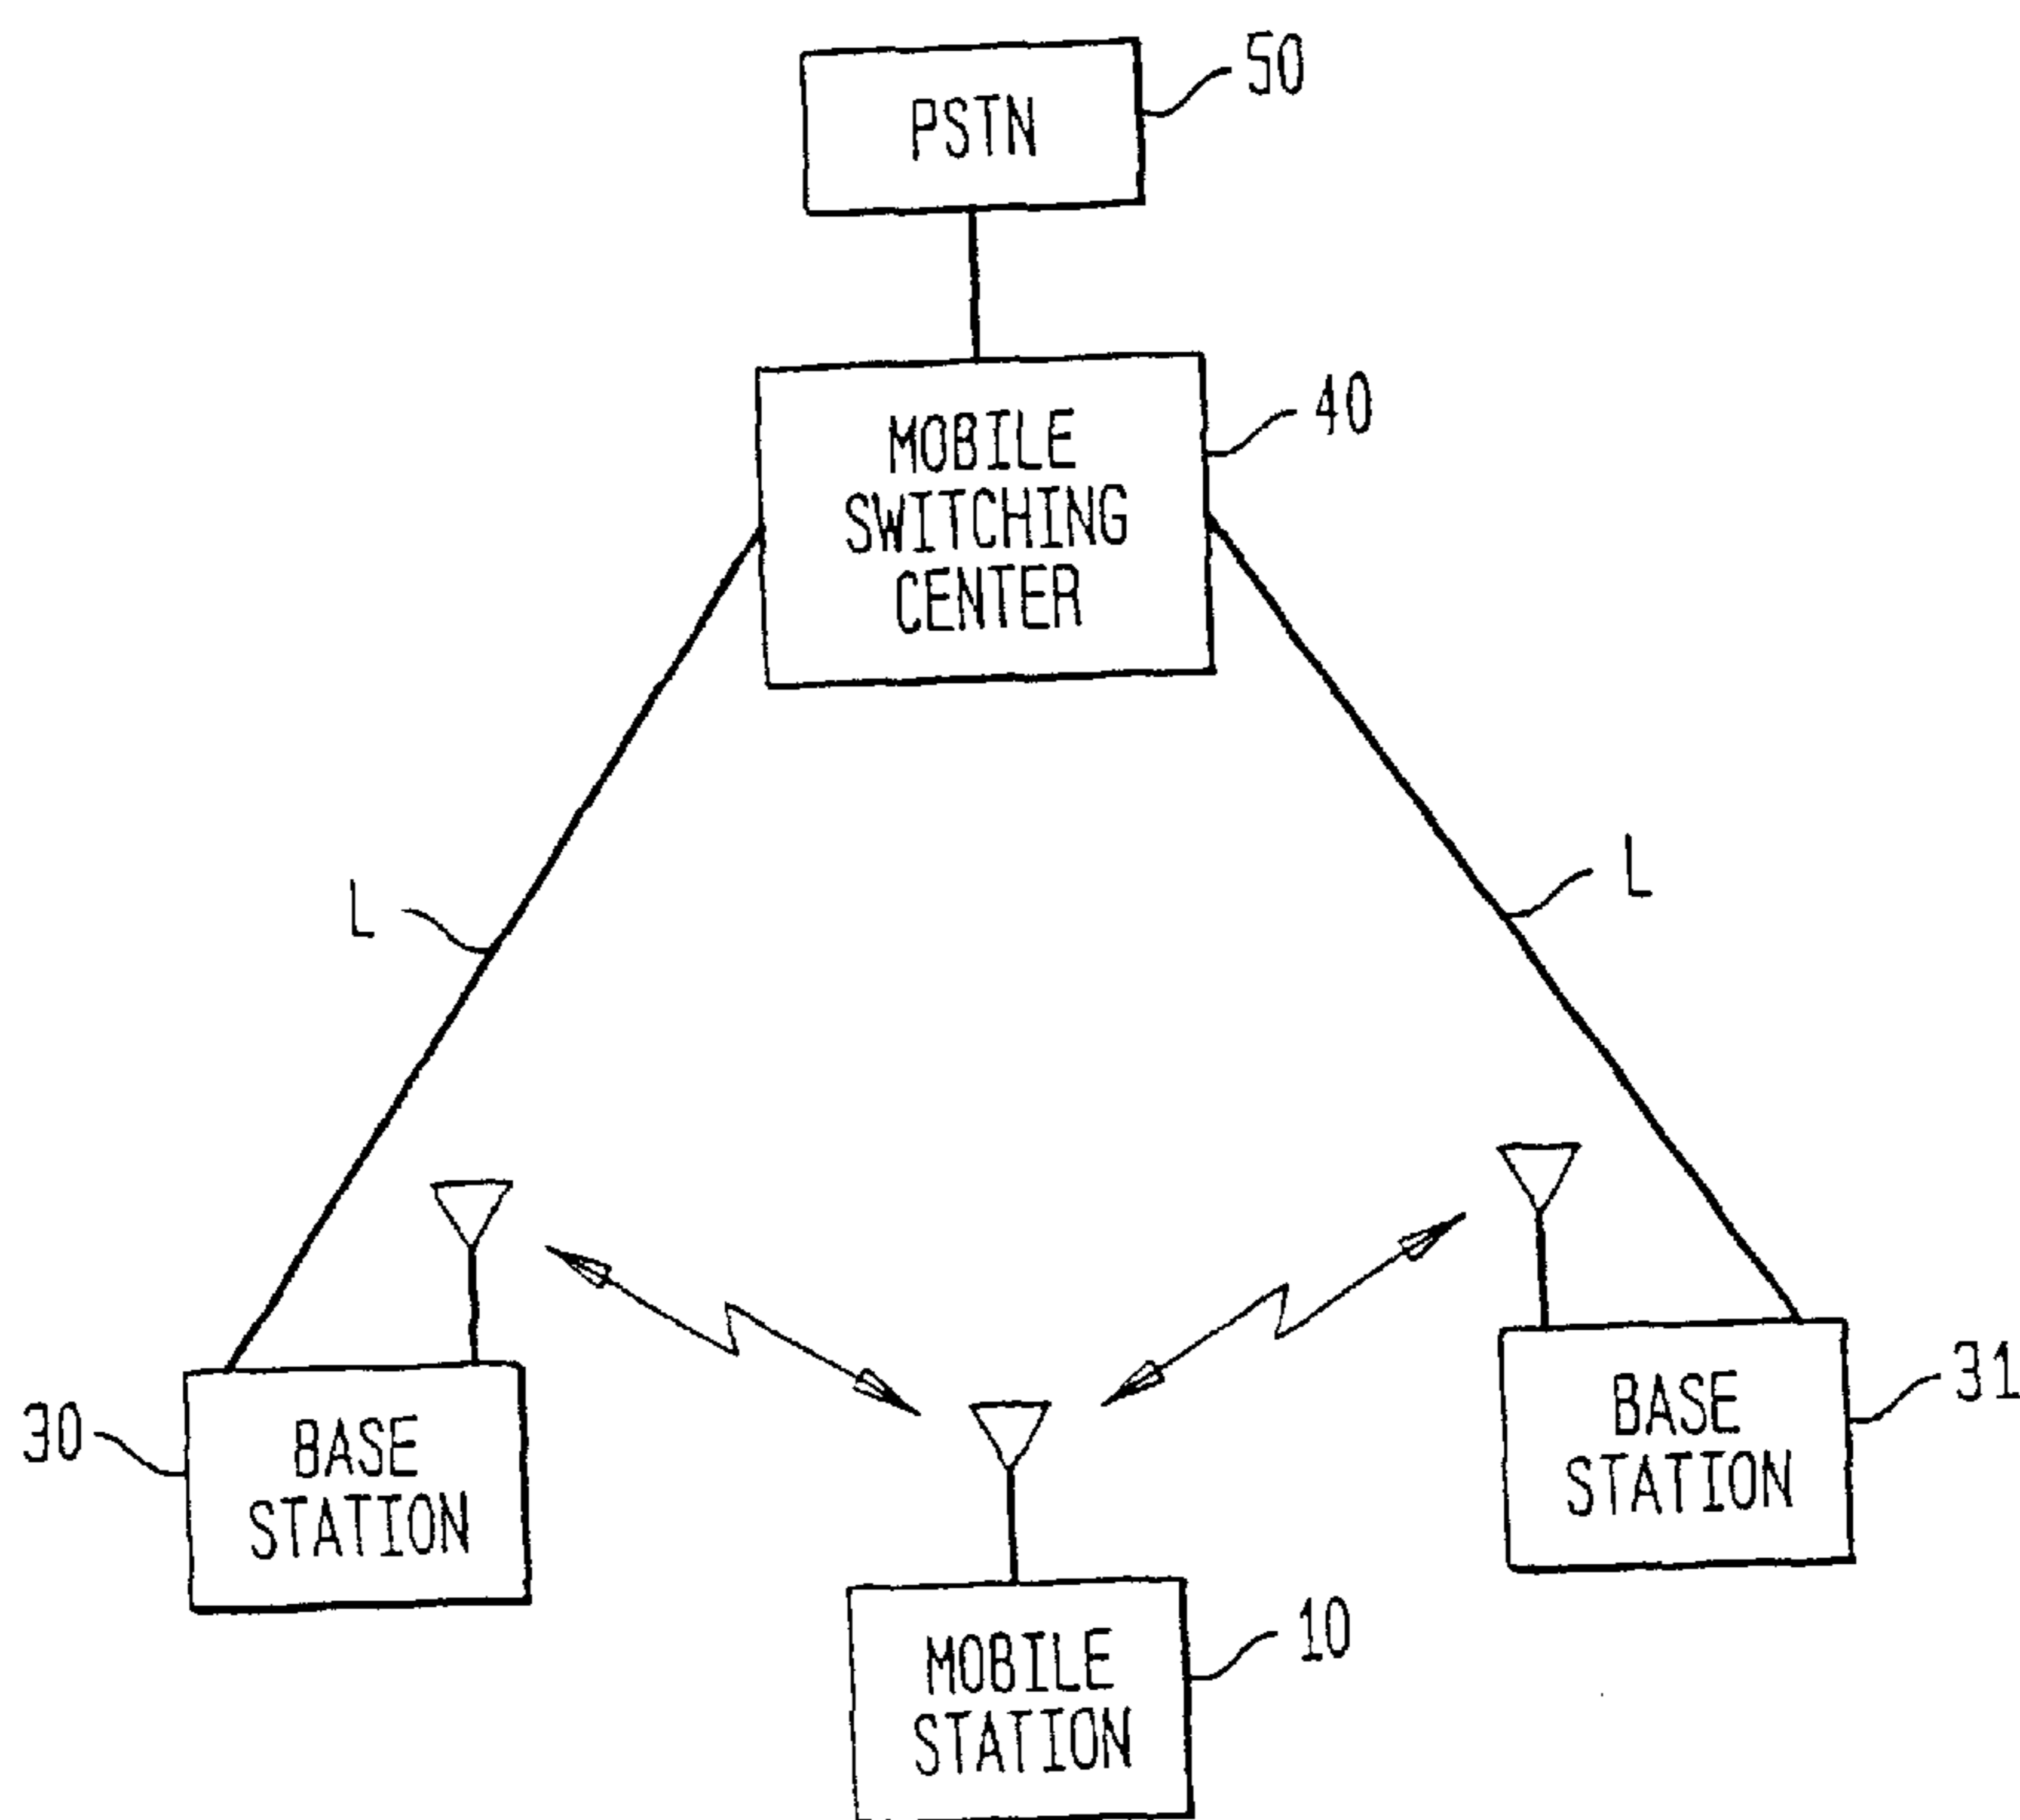 PSTN
50
MOBILE
SWITCHING
CENTER
40
L
L
30
BASE
STATION
BASE
STATION
31
MOBILE
STATION
10